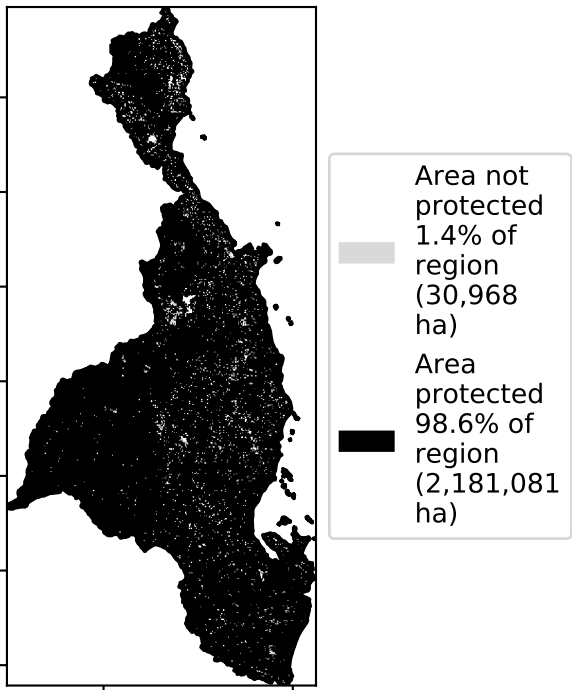 Area not
protected
1.4% of
region
(30,968
ha)
Area
protected
98.6% of
region
(2,181,081
ha)